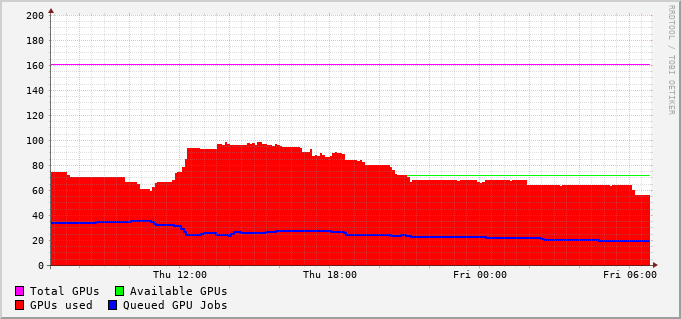 200
180
160
140
120
100
80
60
40
20
0
Thu 12:00 Thu 18:00 Fri 00:00 Fri 06:00
Total GPUs Available GPUs
GPUs used Queued GPU Jobs
RRDTOOL / TOBI OETIKER